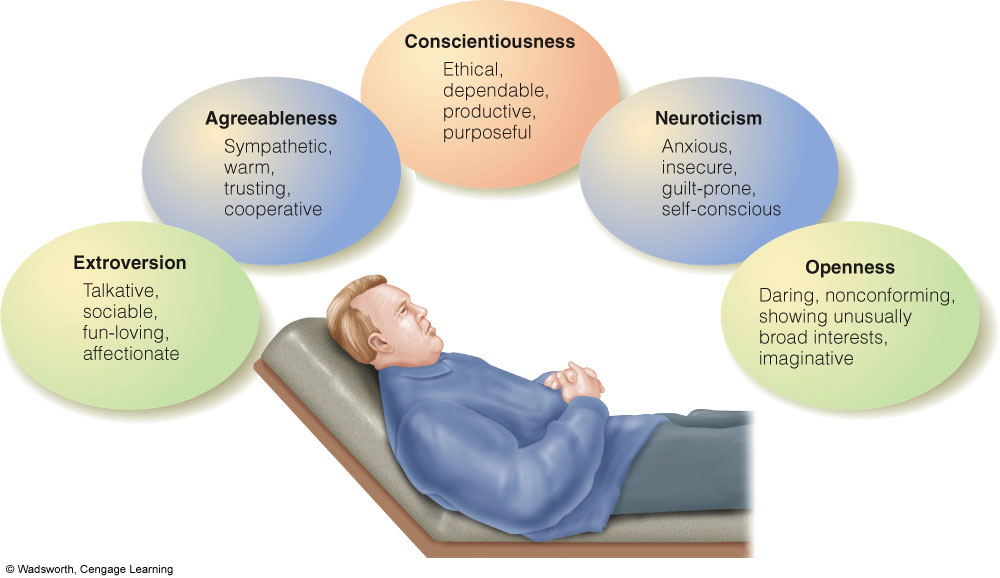 Conscientiousness
Ethical,
dependable,
productive,
purposeful
Agreeableness
Sympathetic,
warm,
trusting,
cooperative
Neuroticism
Anxious,
insecure,
guilt-prone,
self-conscious
Extroversion
Talkative,
sociable,
fun-loving,
affectionate
Openness
Daring, nonconforming,
showing unusually
broad interests,
imaginative
© Wadsworth, Cengage Learning